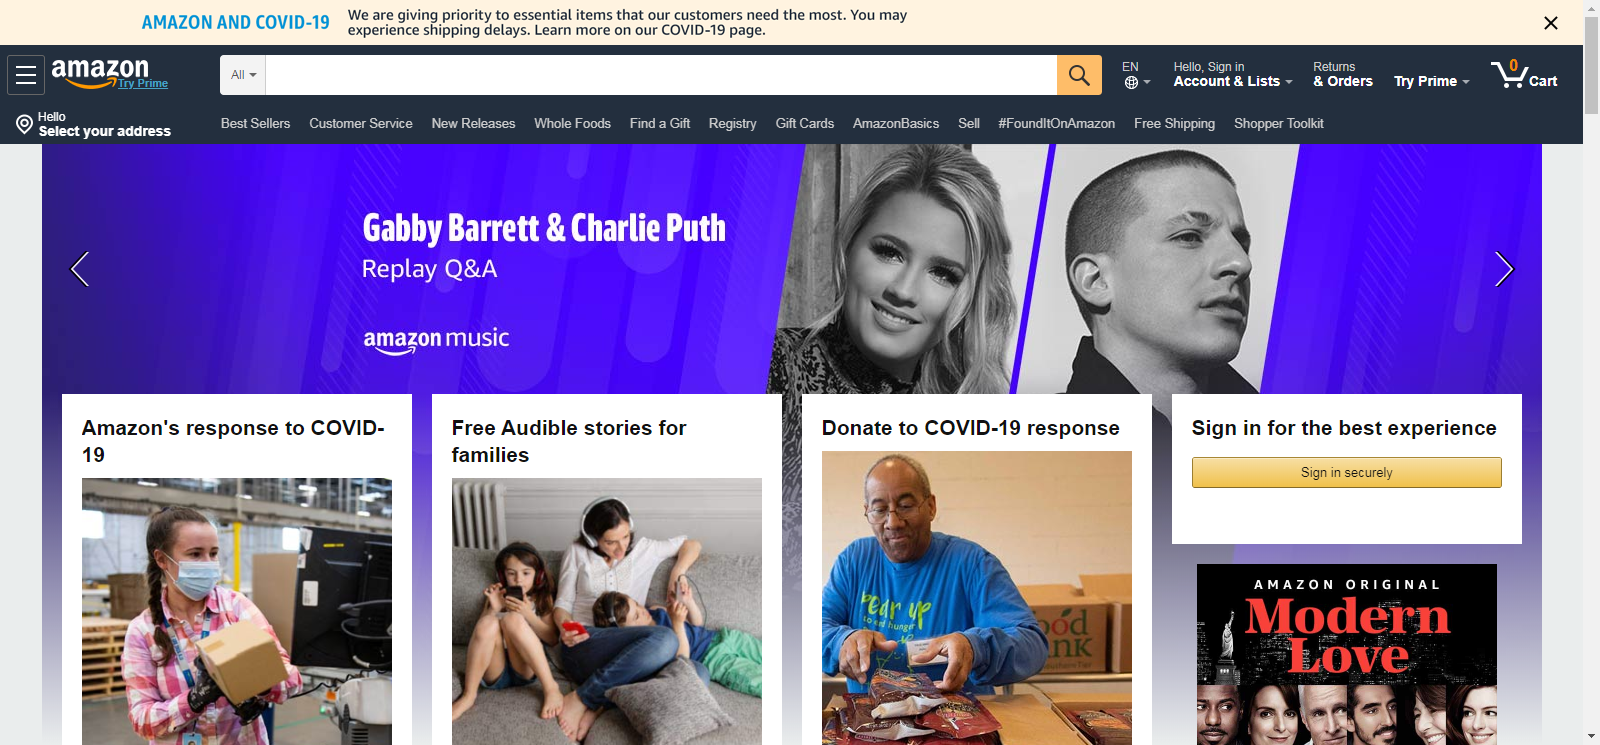 AMAZON AND COVID-19
We are giving priority to essential items that our customers need the most. You may
experience shipping delays. Learn more on our COVID-19 page.
amazon
Try Prime
All
EN
Hello, Sign in
Account & Lists
Returns
& Orders
Try Prime
0
Cart
Hello
Select your address
Best Sellers
Customer Service
New Releases
Whole Foods
Find a Gift
Registry
Gift Cards
AmazonBasics
Sell
#FoundItOnAmazon
Free Shipping
Shopper Toolkit
Gabby Barrett & Charlie Puth
Replay Q&A
amazon music
Amazon's response to COVID-
19
Free Audible stories for
families
Donate to COVID-19 response
Sign in for the best experience
Sign in securely
up
to end hunger
AMAZON ORIGINAL
Modern
Love